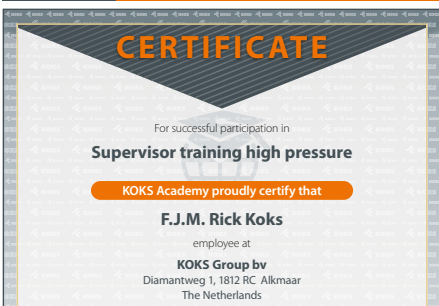 CERTIFICATE
For successful participation in
Supervisor training high pressure
KOKS Academy proudly certify that
F.J.M. Rick Koks
employee at
KOKS Group bv
Diamantweg 1, 1812 RC Alkmaar
The Netherlands